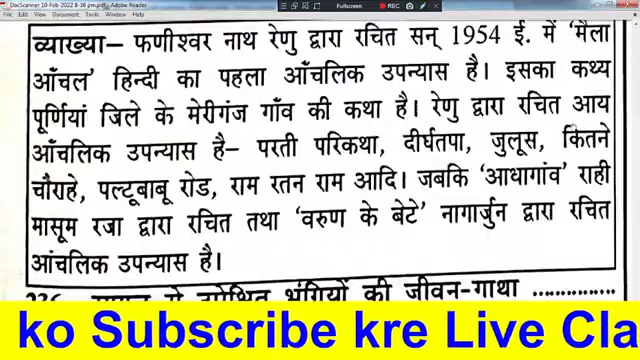 DocScanner 10-Feb-2022 8-36 pm.pdf - Adobe Reader
File Edit View Window Help
Fullscreen REC
व्याख्या– फणीश्वर नाथ रेणु द्वारा रचित सन् 1954 ई. में 'मैला
आँचल' हिन्दी का पहला आँचलिक उपन्यास है। इसका कथ्य
पूर्णियां जिले के मेरीगंज गाँव की कथा है। रेणु द्वारा रचित आय
आँचलिक उपन्यास है– परती परिकथा, दीर्घतपा, जुलूस, कितने
चौराहे, पल्टूबाबू रोड, राम रतन राम आदि। जबकि 'आधागांव' राही
मासूम रजा द्वारा रचित तथा 'वरुण के बेटे' नागार्जुन द्वारा रचित
आंचलिक उपन्यास है।
की जीवन-गाथा ..............
ko Subscribe kre Live Cla